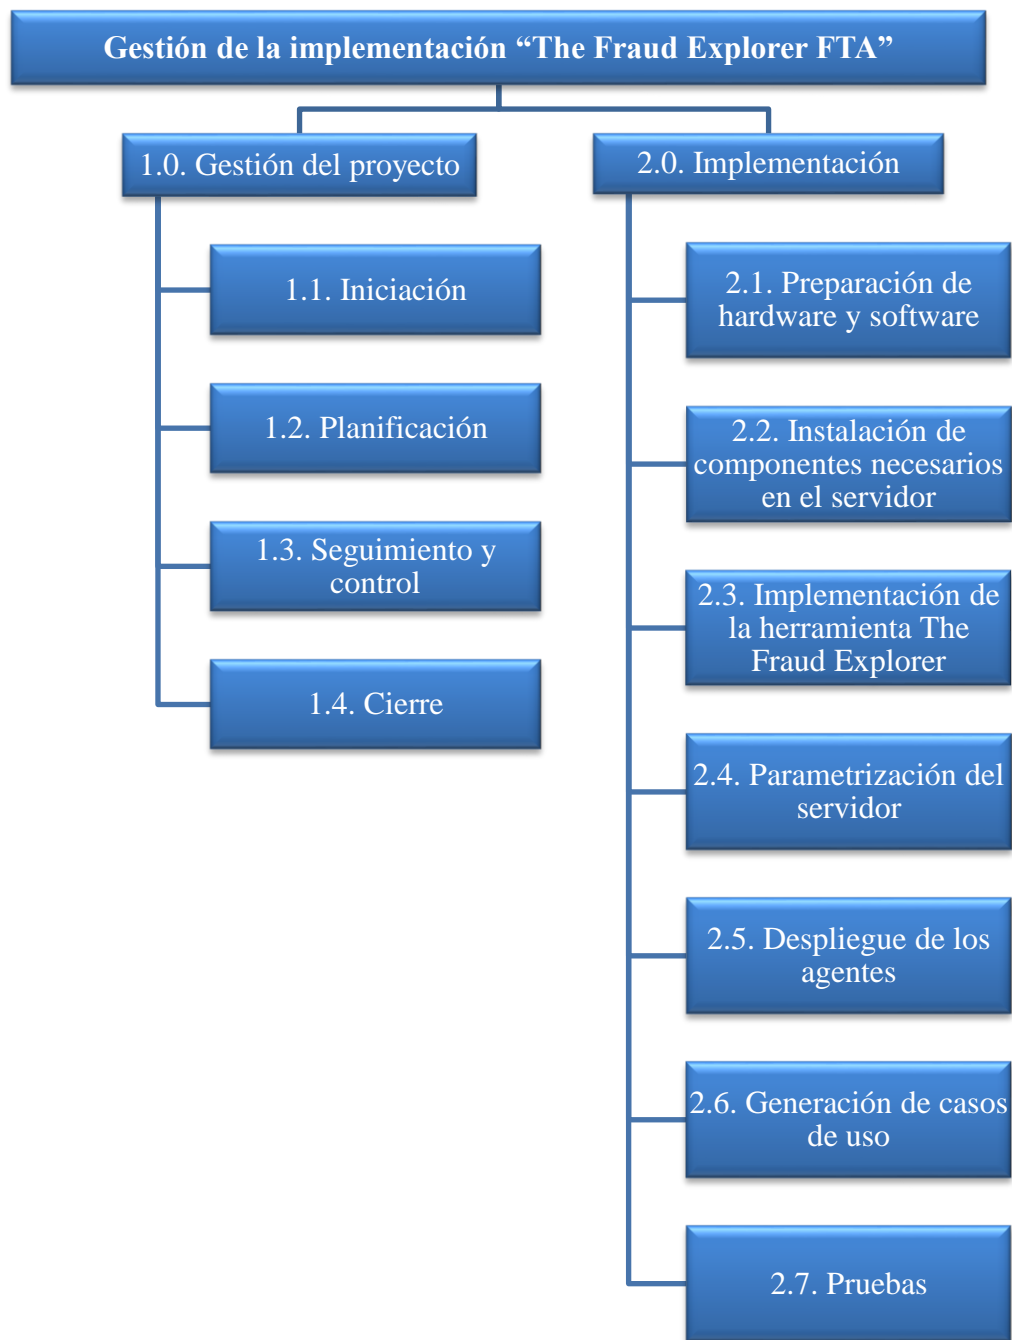 Gestión de la implementación “The Fraud Explorer FTA”
1.0. Gestión del proyecto
1.1. Iniciación
1.2. Planificación
1.3. Seguimiento y
control
1.4. Cierre
2.0. Implementación
2.1. Preparación de
hardware y software
2.2. Instalación de
componentes necesarios
en el servidor
2.3. Implementación de
la herramienta The
Fraud Explorer
2.4. Parametrización del
servidor
2.5. Despliegue de los
agentes
2.6. Generación de casos
de uso
2.7. Pruebas